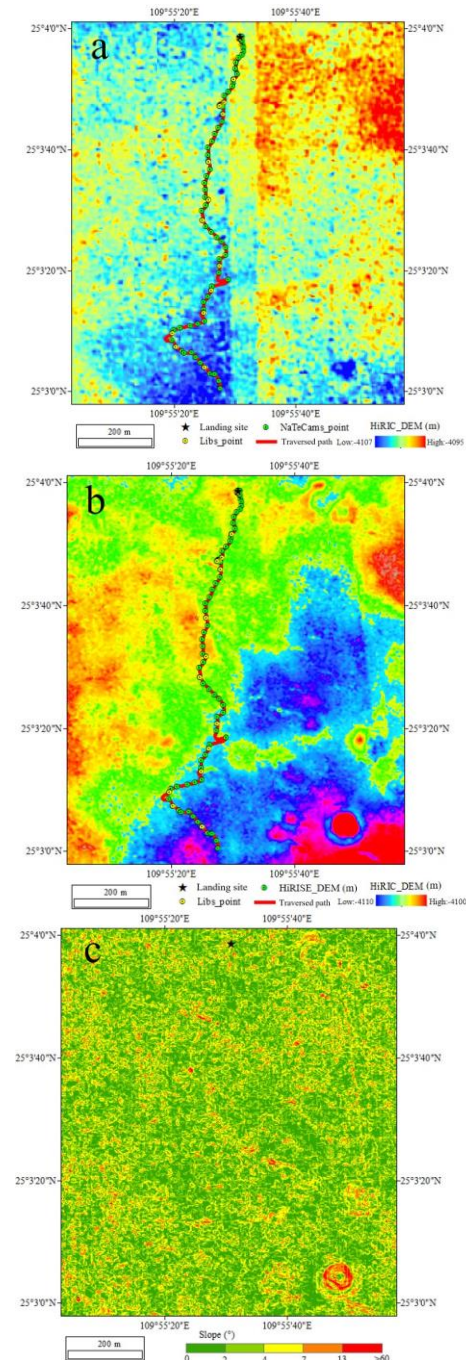 109°55'20"E 109°55'40"E
25°4'0"N a 25°4'0"N
25°3'40"N 25°3'40"N
25°3'20"N 25°3'20"N
25°3'0"N 25°3'0"N
109°55'20"E 109°55'40"E
Landing site NaTeCams_point HiRIC_DEM (m)
200 m Libs_point Traversed path Low:-4107 High:-4095
109°55'20"E 109°55'40"E
25°4'0"N b 25°4'0"N
25°3'40"N 25°3'40"N
25°3'20"N 25°3'20"N
25°3'0"N 25°3'0"N
109°55'20"E 109°55'40"E
Landing site HiRISE_DEM (m) HiRIC_DEM (m)
200 m Libs_point Traversed path Low:-4110 High:-4100
109°55'20"E 109°55'40"E
25°4'0"N c 25°4'0"N
25°3'40"N 25°3'40"N
25°3'20"N 25°3'20"N
25°3'0"N 25°3'0"N
109°55'20"E 109°55'40"E
Slope (°)
200 m 0 2 4 7 13 >60